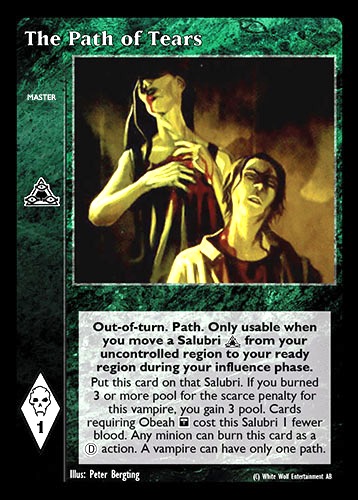 The Path of Tears
MASTER
Out-of-turn. Path. Only usable when
you move a Salubri from your
uncontrolled region to your ready
region during your influence phase.
Put this card on that Salubri. If you burned
3 or more pool for the scarce penalty for
this vampire, you gain 3 pool. Cards
requiring Obeah cost this Salubri 1 fewer
blood. Any minion can burn this card as a
D action. A vampire can have only one path.
1
Illus: Peter Bergting
(C) White Wolf Entertainment AB